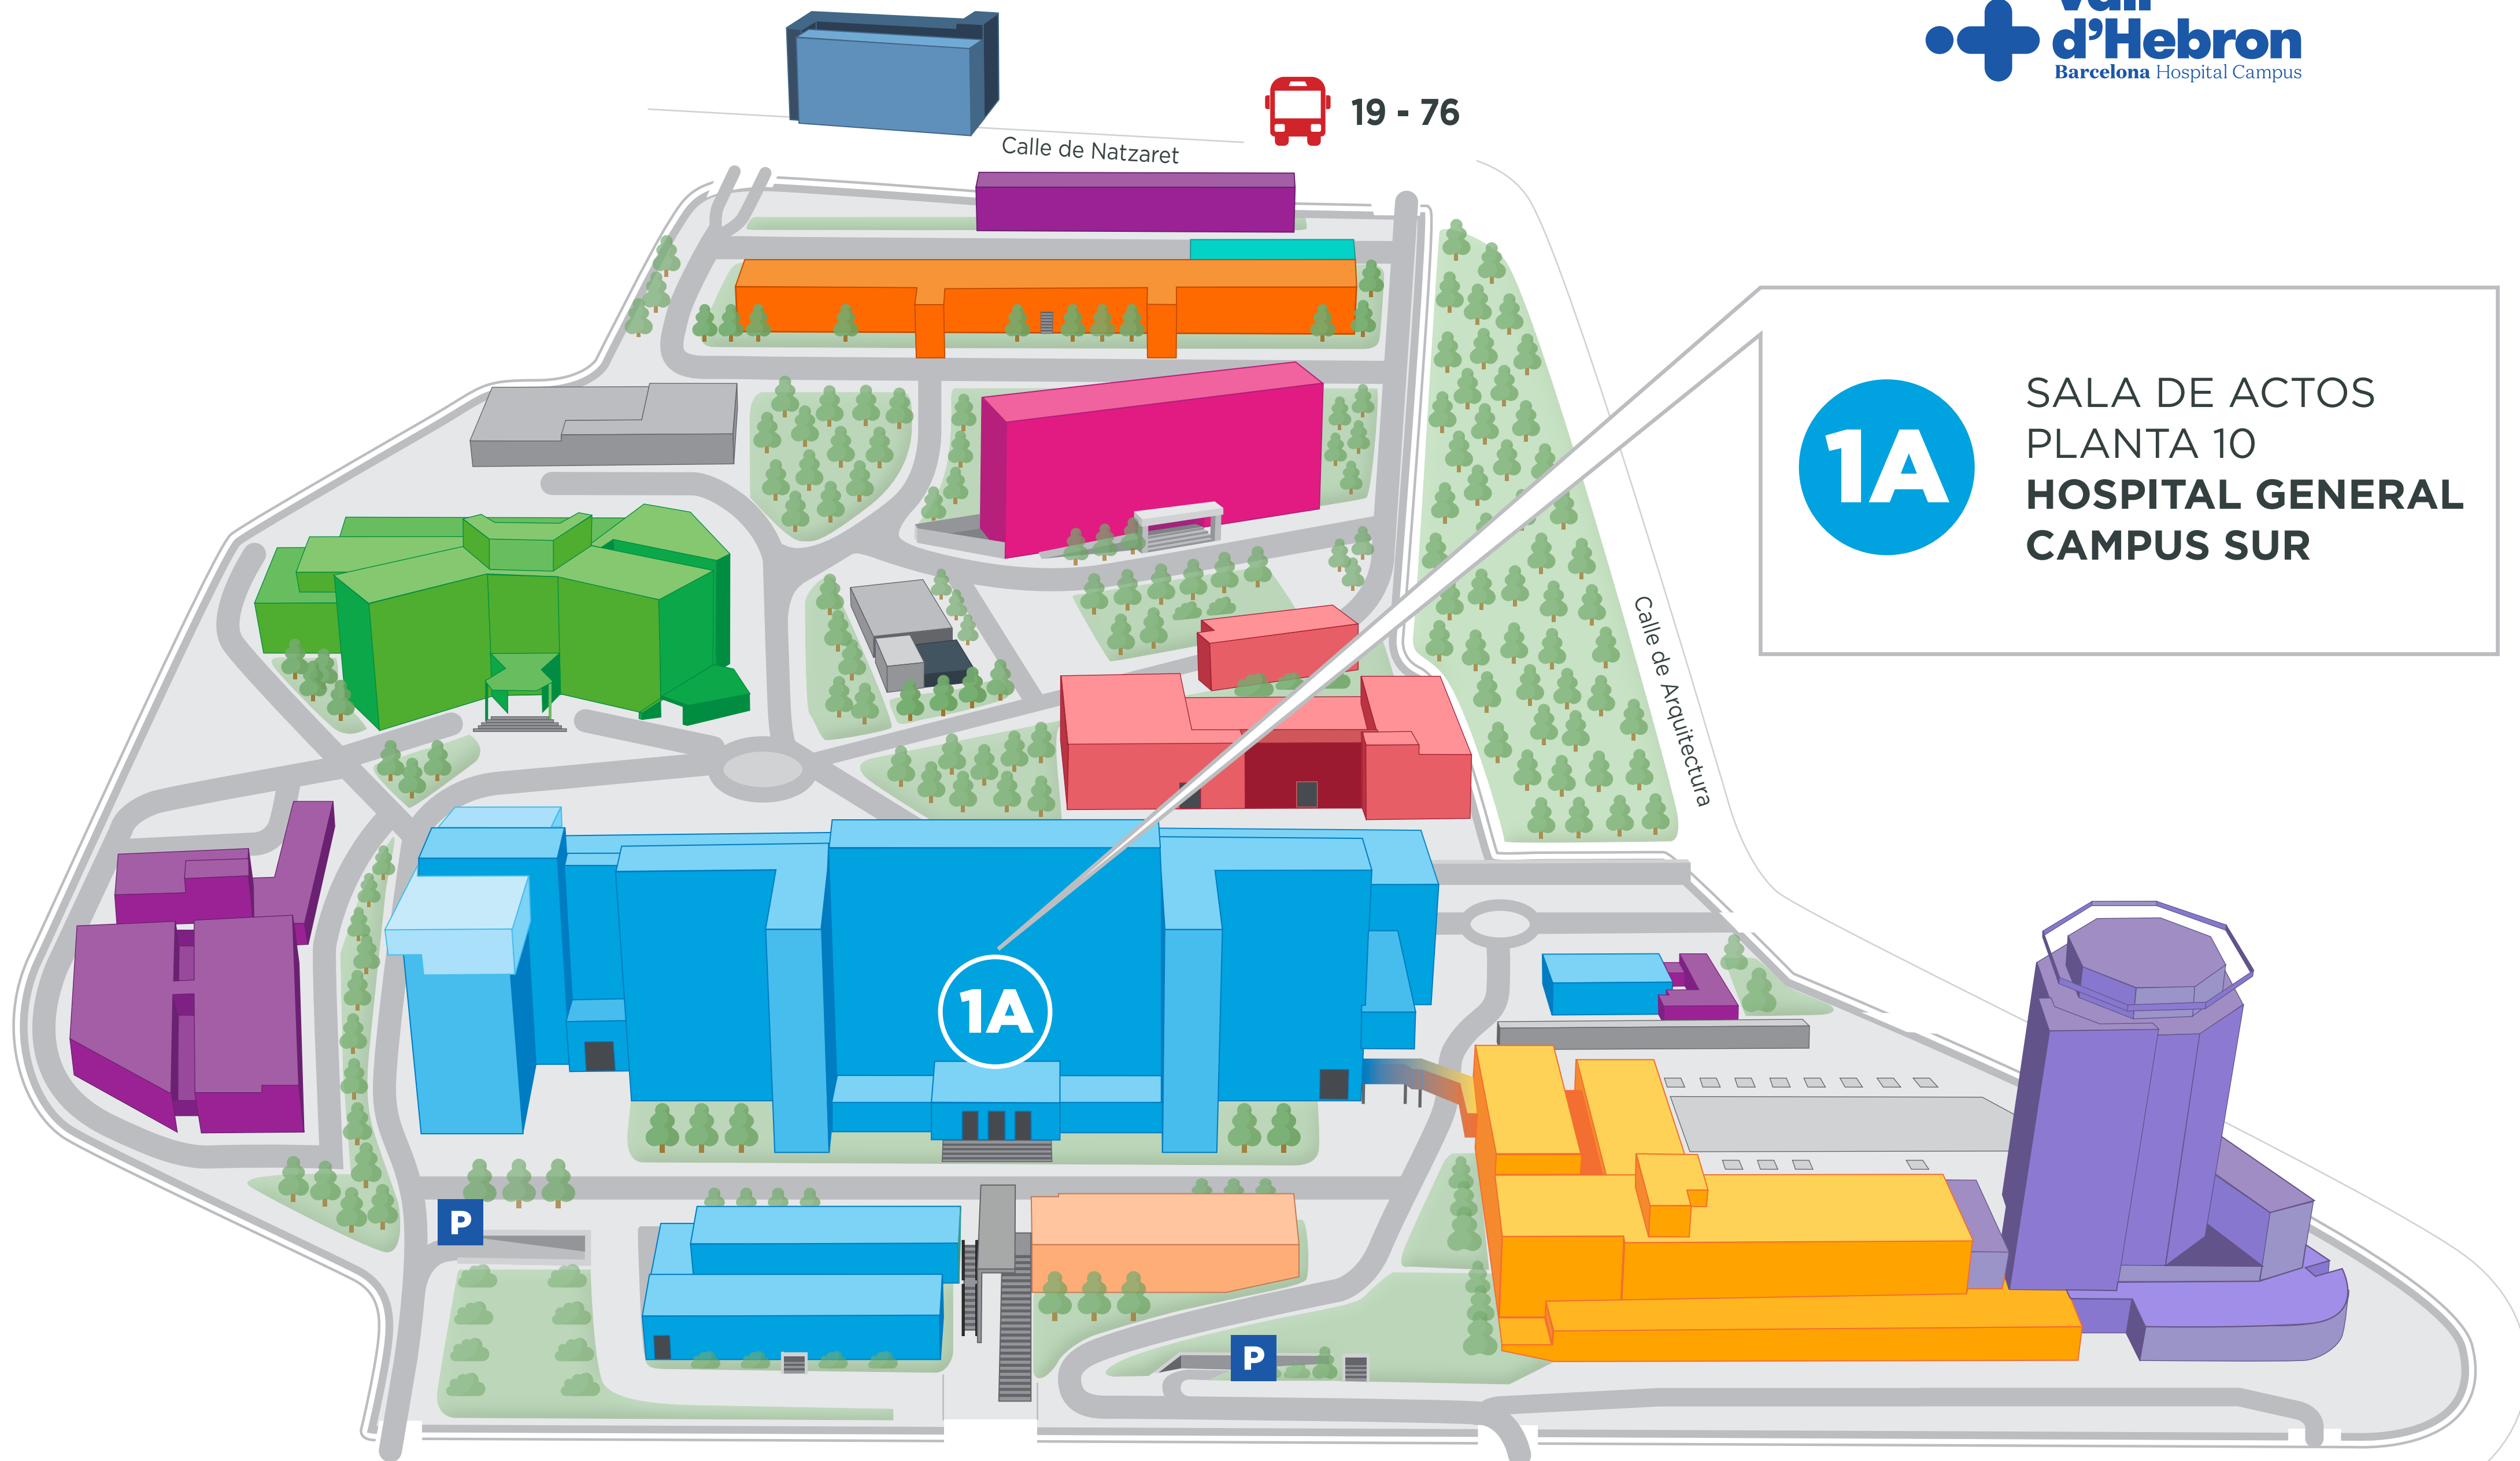 Vall
d'Hebron
Barcelona Hospital Campus
19 - 76
Calle de Natzaret
1A
SALA DE ACTOS
PLANTA 10
HOSPITAL GENERAL
CAMPUS SUR
Calle de Arquitectura
1A
P
P